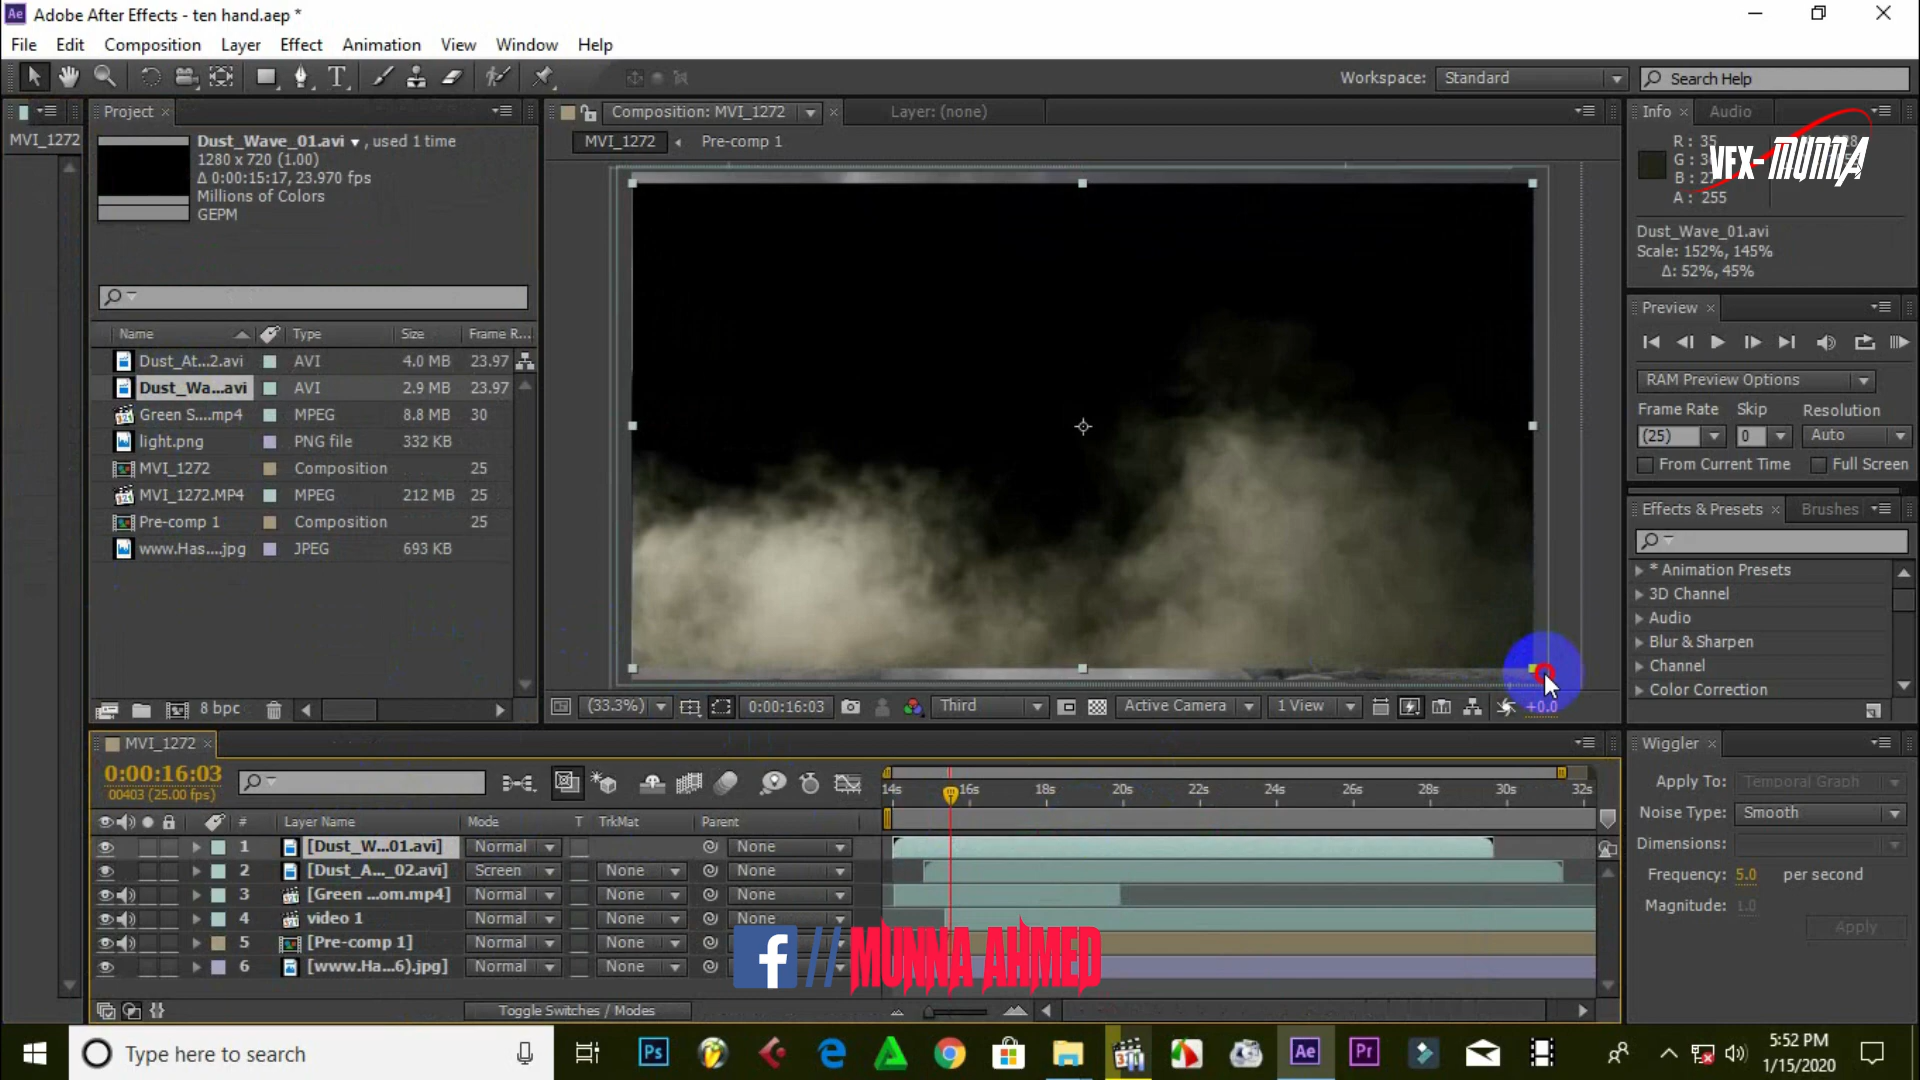 Adobe After Effects - ten hand.aep *
File Edit Composition Layer Effect Animation View Window Help
Workspace: Standard Search Help
MVI_1272
Project
Dust_Wave_01.avi , used 1 time
1280 x 720 (1.00)
Δ 0:00:15:17, 23.970 fps
Millions of Colors
GEPM
Name Type Size Frame R...
Dust_At...2.avi AVI 4.0 MB 23.97
Dust_Wa...avi AVI 2.9 MB 23.97
Green S....mp4 MPEG 8.8 MB 30
light.png PNG file 332 KB
MVI_1272 Composition 25
MVI_1272.MP4 MPEG 212 MB 25
Pre-comp 1 Composition 25
www.Has....jpg JPEG 693 KB
8 bpc
Composition: MVI_1272 Layer: (none)
MVI_1272 Pre-comp 1
(33.3%) 0:00:16:03 Third Active Camera 1 View +0.0
Info Audio
R : 35
G : 3
B : 2
A : 255
VFX-MUNNA
Dust_Wave_01.avi
Scale: 152%, 145%
Δ: 52%, 45%
Preview
RAM Preview Options
Frame Rate Skip Resolution
(25) 0 Auto
From Current Time Full Screen
Effects & Presets Brushes
* Animation Presets
3D Channel
Audio
Blur & Sharpen
Channel
Color Correction
MVI_1272
0:00:16:03
00403 (25.00 fps)
14s 16s 18s 20s 22s 24s 26s 28s 30s 32s
# Layer Name Mode T TrkMat Parent
1 [Dust_W...01.avi] Normal None
2 [Dust_A..._02.avi] Screen None None
3 [Green ...om.mp4] Normal None None
4 video 1 Normal None None
5 [Pre-comp 1] Normal None
6 [www.Ha...6).jpg] Normal None
f // MUNNA AHMED
Toggle Switches / Modes
Wiggler
Apply To: Temporal Graph
Noise Type: Smooth
Dimensions:
Frequency: 5.0 per second
Magnitude: 1.0
Apply
Type here to search
Ps
Ae
Pr
5:52 PM
1/15/2020